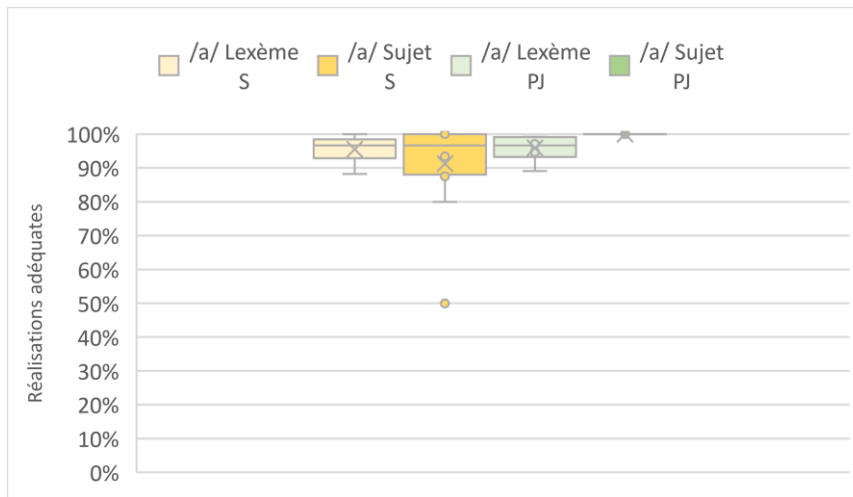 /a/ Lexème S
/a/ Sujet S
/a/ Lexème PJ
/a/ Sujet PJ
Réalisations adéquates
100%
90%
80%
70%
60%
50%
40%
30%
20%
10%
0%